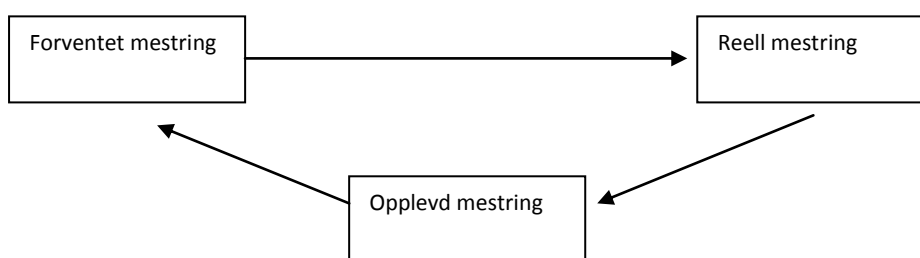 Forventet mestring
Reell mestring
Opplevd mestring